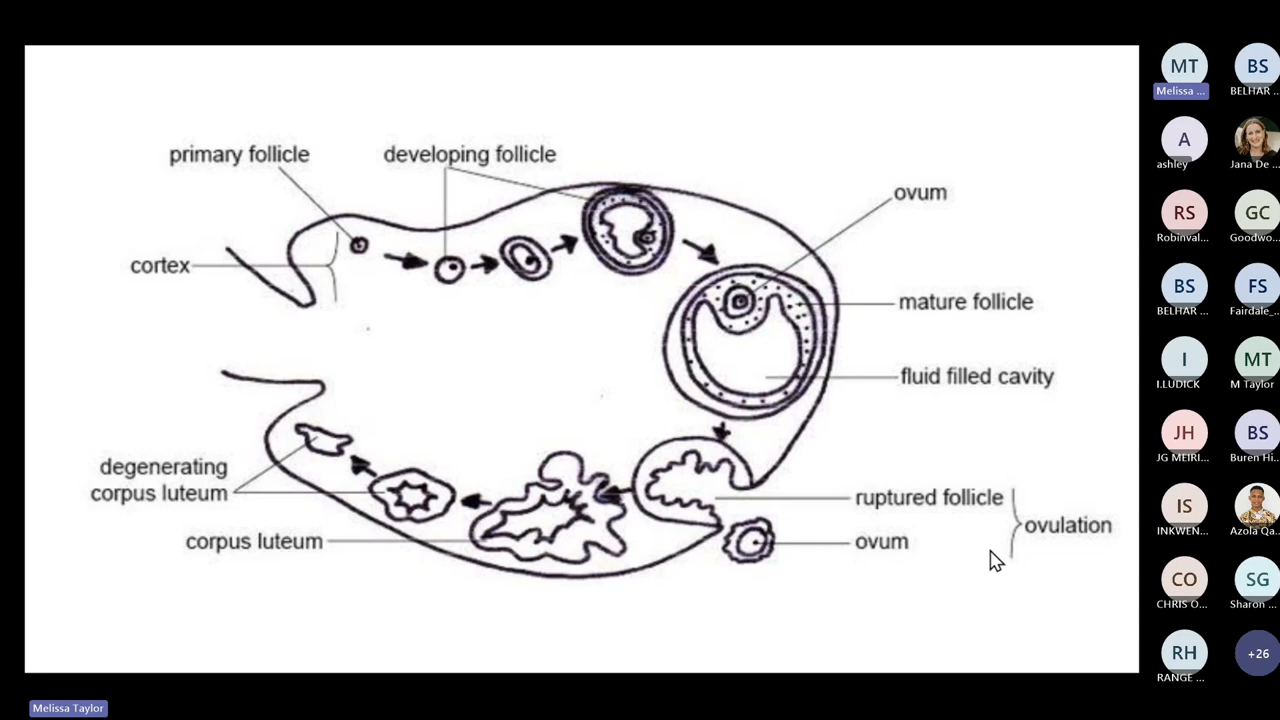 primary follicle
developing follicle
ovum
cortex
mature follicle
fluid filled cavity
degenerating
corpus luteum
ruptured follicle
ovulation
corpus luteum
ovum
MT
BS
Melissa ...
BELHAR ...
A
ashley
Jana De ...
RS
GC
Robinval...
Goodwo...
BS
FS
BELHAR ...
Fairdale_...
I
MT
I.LUDICK
M Taylor
JH
BS
JG MEIRI...
Buren Hi...
IS
INKWEN...
Azola Qa...
CO
SG
CHRIS O...
Sharon ...
RH
+26
RANGE ...
Melissa Taylor